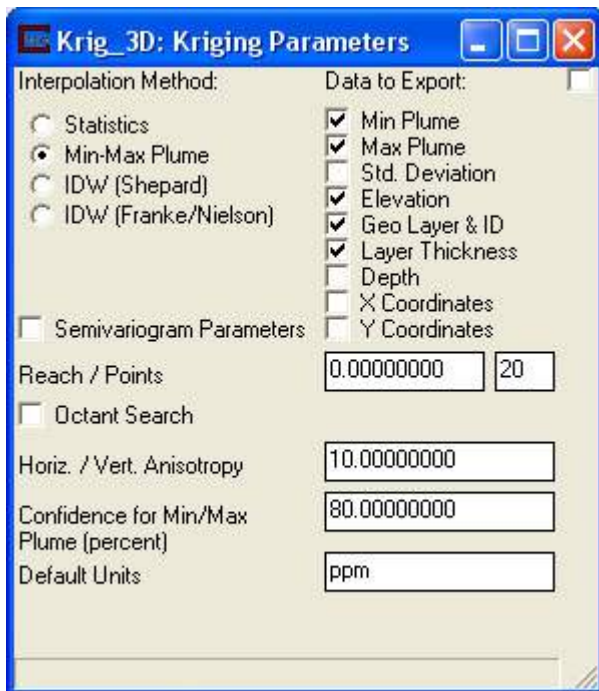 Krig_3D: Kriging Parameters
Interpolation Method:
Statistics
Min-Max Plume
IDW (Shepard)
IDW (Franke/Nielson)
Semivariogram Parameters
Data to Export:
Min Plume
Max Plume
Std. Deviation
Elevation
Geo Layer & ID
Layer Thickness
Depth
X Coordinates
Y Coordinates
Reach / Points 0.00000000 20
Octant Search
Horiz. / Vert. Anisotropy 10.00000000
Confidence for Min/Max 80.00000000
Plume (percent)
Default Units ppm